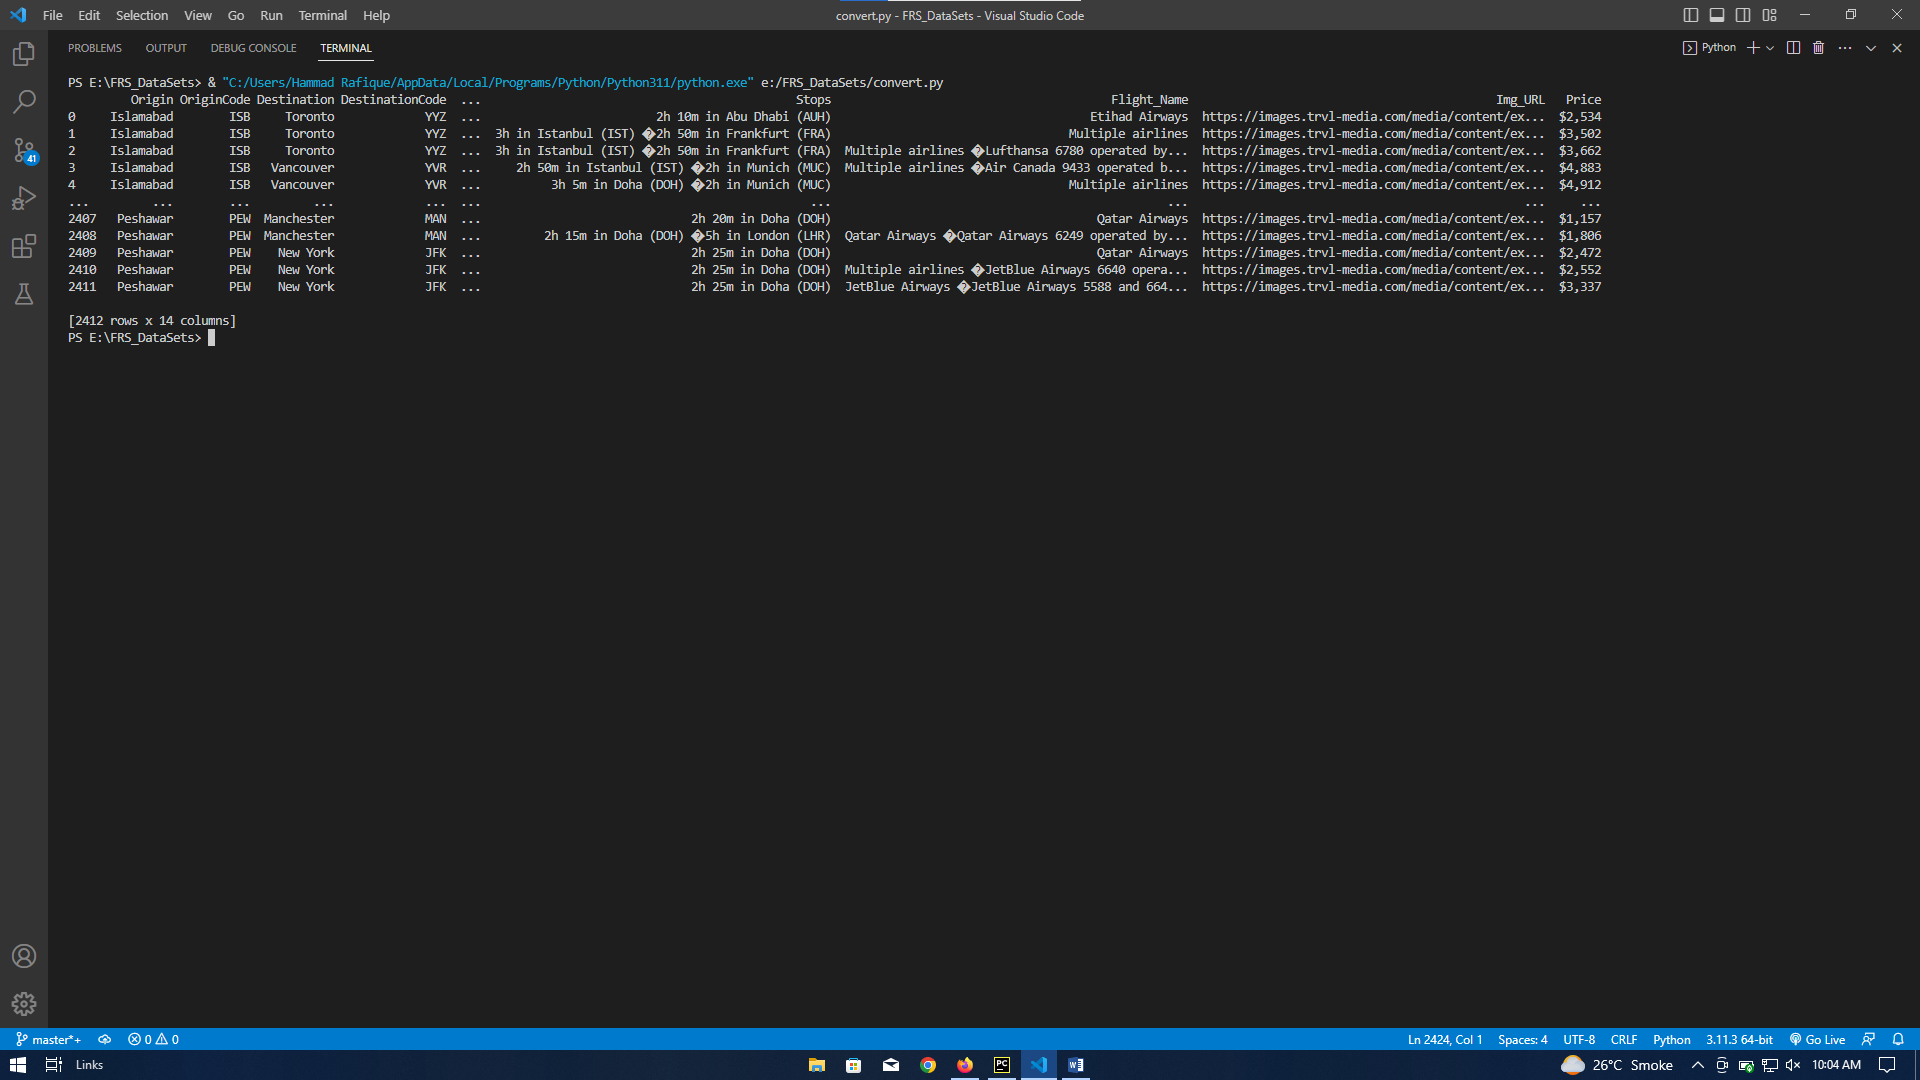 File Edit Selection View Go Run Terminal Help
convert.py - FRS_DataSets - Visual Studio Code
PROBLEMS OUTPUT DEBUG CONSOLE TERMINAL
Python
PS E:\FRS_DataSets> & "C:/Users/Hammad Rafique/AppData/Local/Programs/Python/Python311/python.exe" e:/FRS_DataSets/convert.py
Origin OriginCode Destination DestinationCode ... Stops Flight_Name Img_URL Price
0 Islamabad ISB Toronto YYZ ... 2h 10m in Abu Dhabi (AUH) Etihad Airways https://images.trvl-media.com/media/content/ex... $2,534
1 Islamabad ISB Toronto YYZ ... 3h in Istanbul (IST) �2h 50m in Frankfurt (FRA) Multiple airlines https://images.trvl-media.com/media/content/ex... $3,502
2 Islamabad ISB Toronto YYZ ... 3h in Istanbul (IST) �2h 50m in Frankfurt (FRA) Multiple airlines �Lufthansa 6780 operated by... https://images.trvl-media.com/media/content/ex... $3,662
3 Islamabad ISB Vancouver YVR ... 2h 50m in Istanbul (IST) �2h in Munich (MUC) Multiple airlines �Air Canada 9433 operated b... https://images.trvl-media.com/media/content/ex... $4,883
4 Islamabad ISB Vancouver YVR ... 3h 5m in Doha (DOH) �2h in Munich (MUC) Multiple airlines https://images.trvl-media.com/media/content/ex... $4,912
... ... ... ... ... ... ... ... ... ...
2407 Peshawar PEW Manchester MAN ... 2h 20m in Doha (DOH) Qatar Airways https://images.trvl-media.com/media/content/ex... $1,157
2408 Peshawar PEW Manchester MAN ... 2h 15m in Doha (DOH) �5h in London (LHR) Qatar Airways �Qatar Airways 6249 operated by... https://images.trvl-media.com/media/content/ex... $1,806
2409 Peshawar PEW New York JFK ... 2h 25m in Doha (DOH) Qatar Airways https://images.trvl-media.com/media/content/ex... $2,472
2410 Peshawar PEW New York JFK ... 2h 25m in Doha (DOH) Multiple airlines �JetBlue Airways 6640 opera... https://images.trvl-media.com/media/content/ex... $2,552
2411 Peshawar PEW New York JFK ... 2h 25m in Doha (DOH) JetBlue Airways �JetBlue Airways 5588 and 664... https://images.trvl-media.com/media/content/ex... $3,337
[2412 rows x 14 columns]
PS E:\FRS_DataSets>
41
master*+ 0 0 Ln 2424, Col 1 Spaces: 4 UTF-8 CRLF Python 3.11.3 64-bit Go Live
Links PC W 26°C Smoke 10:04 AM